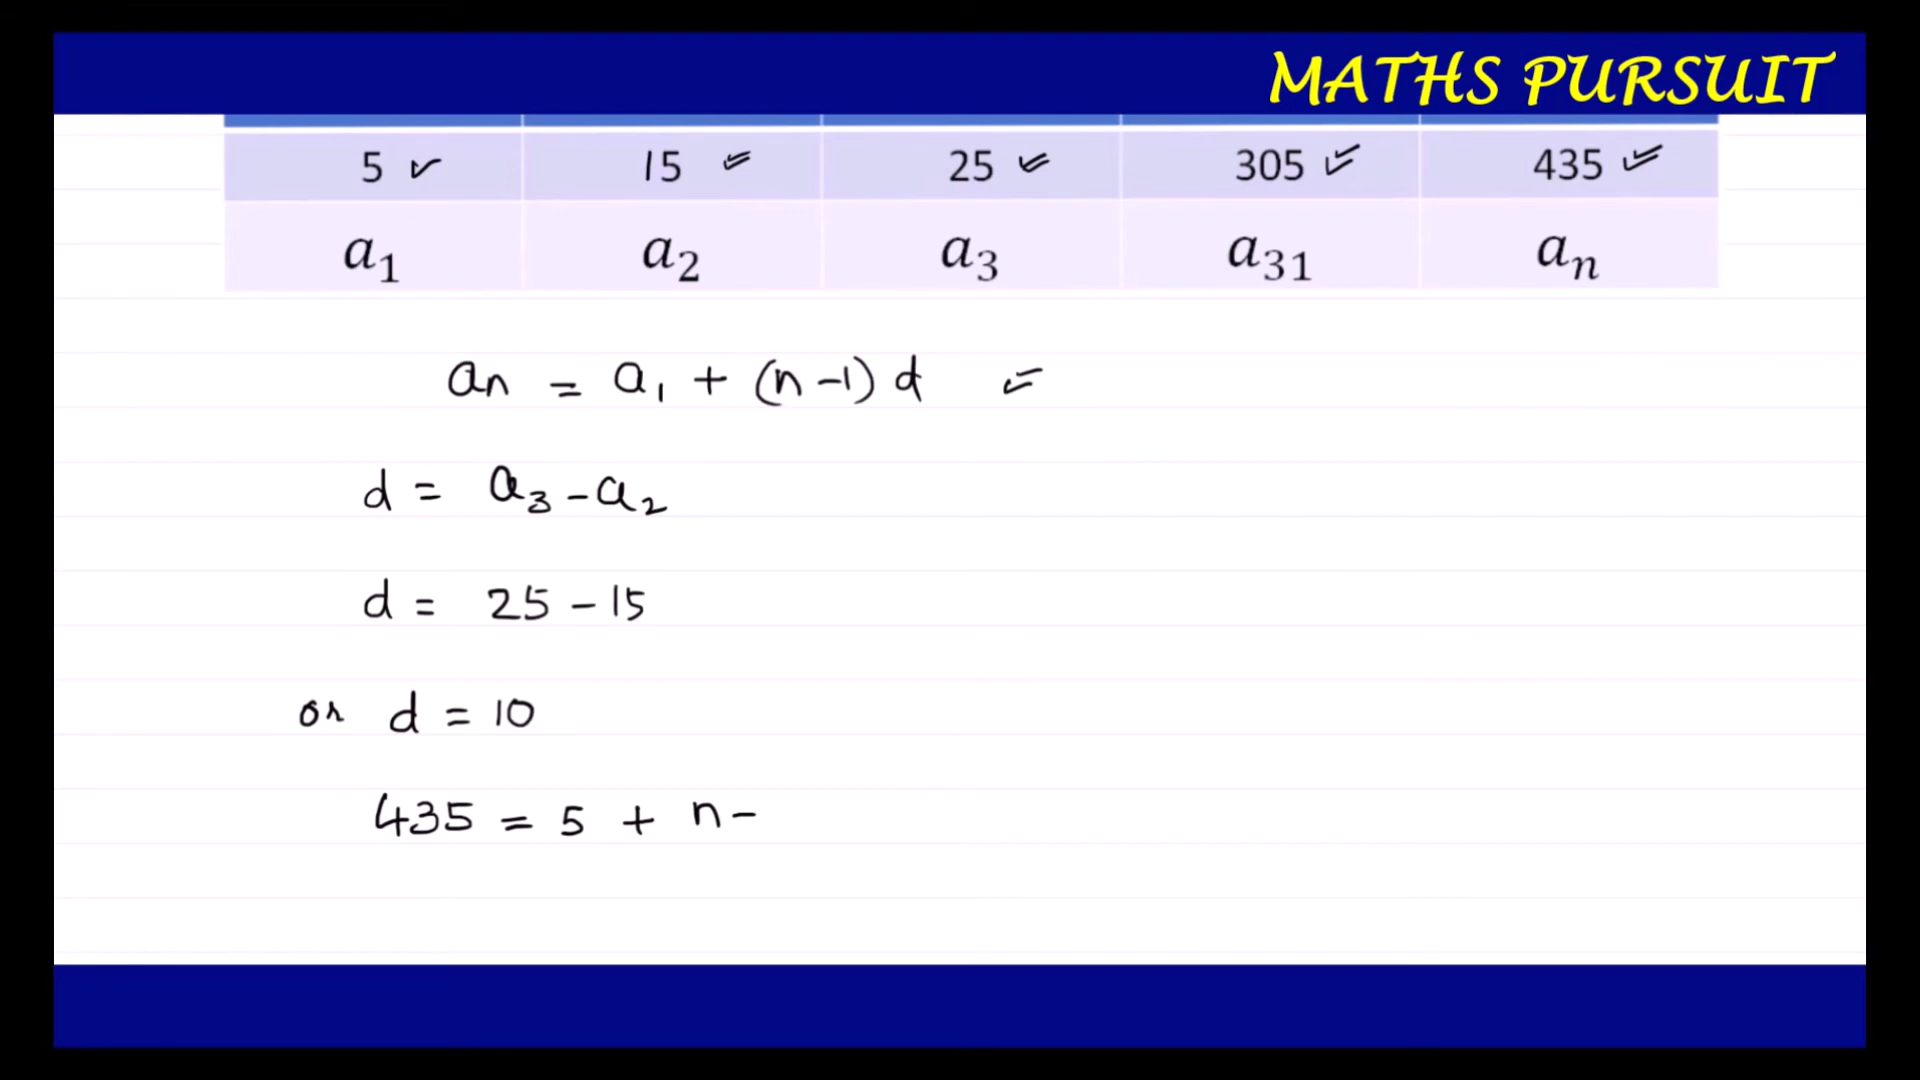 MATHS PURSUIT
5 ✓ 15 ✓ 25 ✓ 305 ✓ 435 ✓
a₁ a₂ a₃ a₃₁ aₙ
an = a₁ + (n-1) d ✓
d = a₃ - a₂
d = 25 - 15
or d = 10
435 = 5 + n -